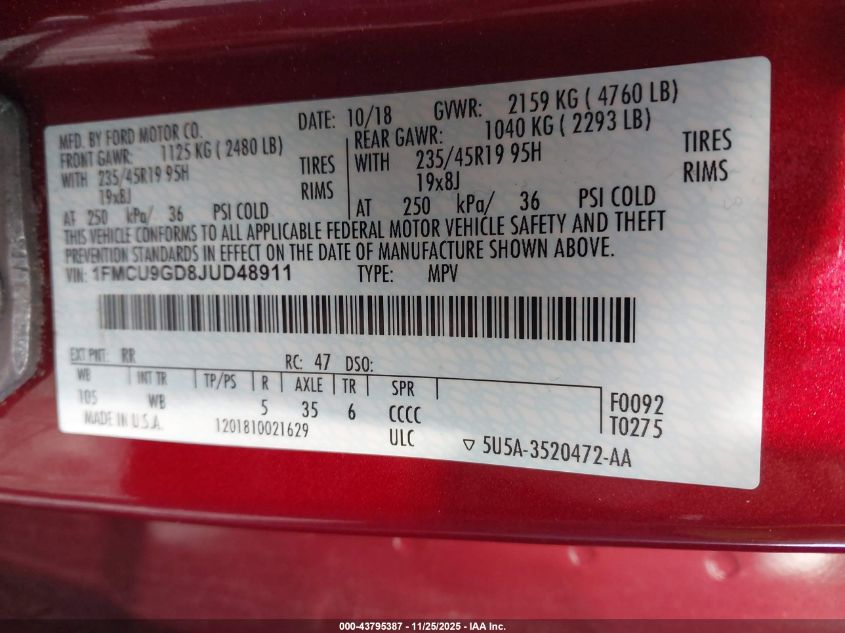 MFD. BY FORD MOTOR CO.
DATE: 10/18 GVWR: 2159 KG ( 4760 LB)
FRONT GAWR: 1125 KG ( 2480 LB)
WITH 235/45R19 95H TIRES
19x8J RIMS
AT 250 kPa/ 36 PSI COLD
REAR GAWR: 1040 KG ( 2293 LB)
WITH 235/45R19 95H TIRES
19x8J RIMS
AT 250 kPa/ 36 PSI COLD
THIS VEHICLE CONFORMS TO ALL APPLICABLE FEDERAL MOTOR VEHICLE SAFETY AND THEFT
PREVENTION STANDARDS IN EFFECT ON THE DATE OF MANUFACTURE SHOWN ABOVE.
VIN: 1FMCU9GD8JUD48911 TYPE: MPV
EXT PNT: RR RC: 47 DSO:
WB INT TR TP/PS R AXLE TR SPR
105 WB 5 35 6 CCCC
F0092
T0275
MADE IN U.S.A. 1201810021629 ULC ▽ 5U5A-3520472-AA
000-43795387 - 11/25/2025 - IAA Inc.